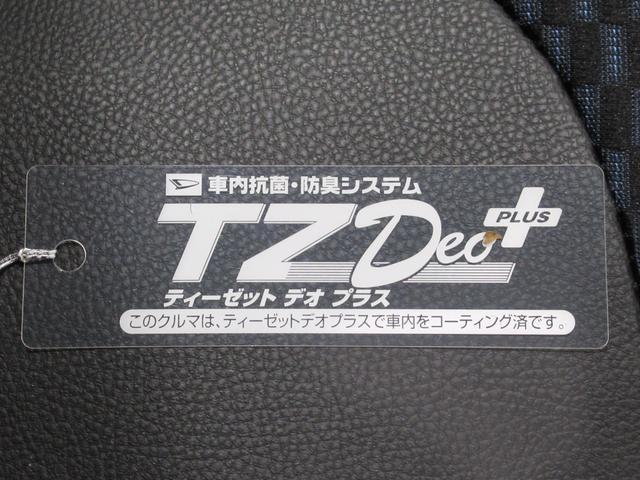 車内抗菌・防臭システム
TZ Deo PLUS
ティーゼット デオ プラス
このクルマは、ティーゼットデオプラスで車内をコーティング済です。